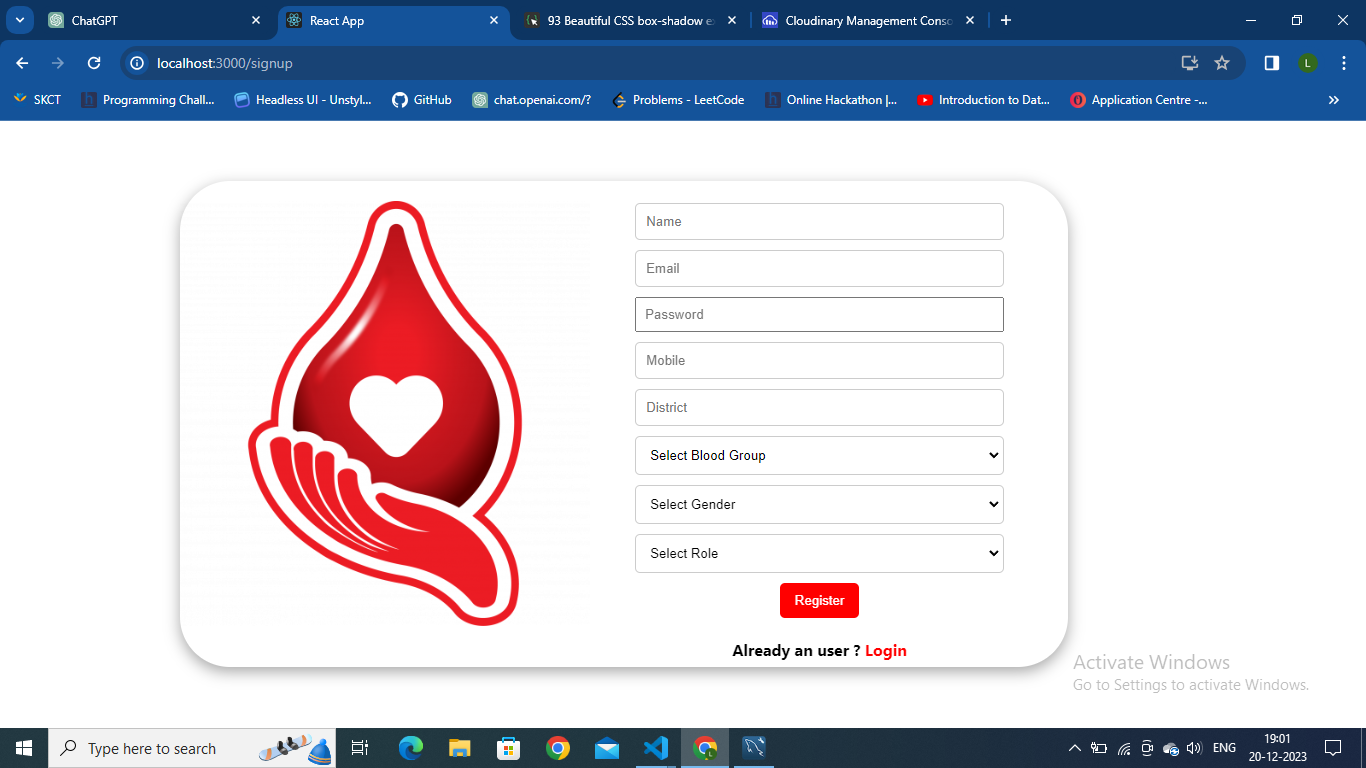 ChatGPT
React App
93 Beautiful CSS box-shadow ex
Cloudinary Management Conso
localhost:3000/signup
SKCT
Programming Chall...
Headless UI - Unstyl...
GitHub
chat.openai.com/?
Problems - LeetCode
Online Hackathon |...
Introduction to Dat...
Application Centre -...
L
Name
Email
Password
Mobile
District
Select Blood Group
Select Gender
Select Role
Register
Already an user ? Login
Activate Windows
Go to Settings to activate Windows.
Type here to search
ENG
19:01
20-12-2023